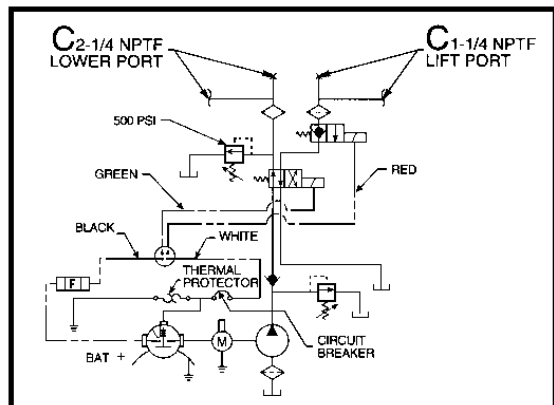 C2-1/4 NPTF
LOWER PORT
C1-1/4 NPTF
LIFT PORT
500 PSI
GREEN
RED
BLACK
WHITE
THERMAL
PROTECTOR
F
BAT +
M
CIRCUIT
BREAKER